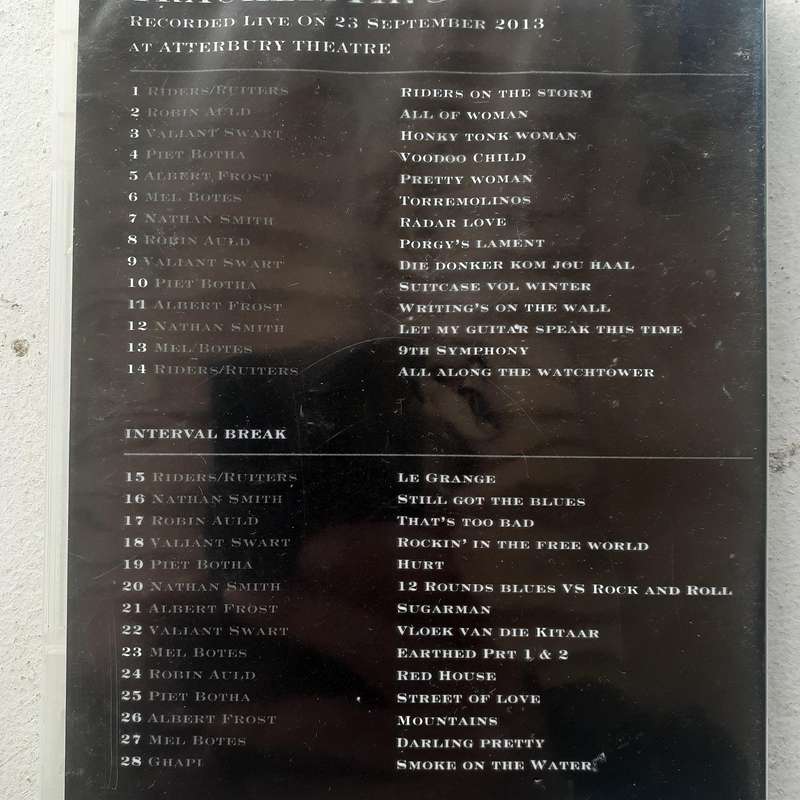 Recorded Live On 23 September 2013
at Atterbury Theatre
1 Riders/Ruiters Riders on the Storm
2 Robin Auld All of Woman
3 Valiant Swart Honky Tonk Woman
4 Piet Botha Voodoo Child
5 Albert Frost Pretty Woman
6 Mel Botes Torremolinos
7 Nathan Smith Radar Love
8 Robin Auld Porgy's Lament
9 Valiant Swart Die Donker Kom Jou Haal
10 Piet Botha Suitcase Vol Winter
11 Albert Frost Writing's on the Wall
12 Nathan Smith Let My Guitar Speak This Time
13 Mel Botes 9th Symphony
14 Riders/Ruiters All Along the Watchtower
Interval Break
15 Riders/Ruiters Le Grange
16 Nathan Smith Still Got the Blues
17 Robin Auld That's Too Bad
18 Valiant Swart Rockin' in the Free World
19 Piet Botha Hurt
20 Nathan Smith 12 Rounds Blues VS Rock and Roll
21 Albert Frost Sugarman
22 Valiant Swart Vloek van die Kitaar
23 Mel Botes Earthed Prt 1 & 2
24 Robin Auld Red House
25 Piet Botha Street of Love
26 Albert Frost Mountains
27 Mel Botes Darling Pretty
28 Ghapi Smoke on the Water